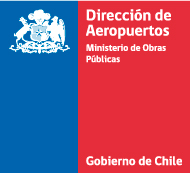 Dirección de
Aeropuertos
Ministerio de Obras
Públicas
Gobierno de Chile